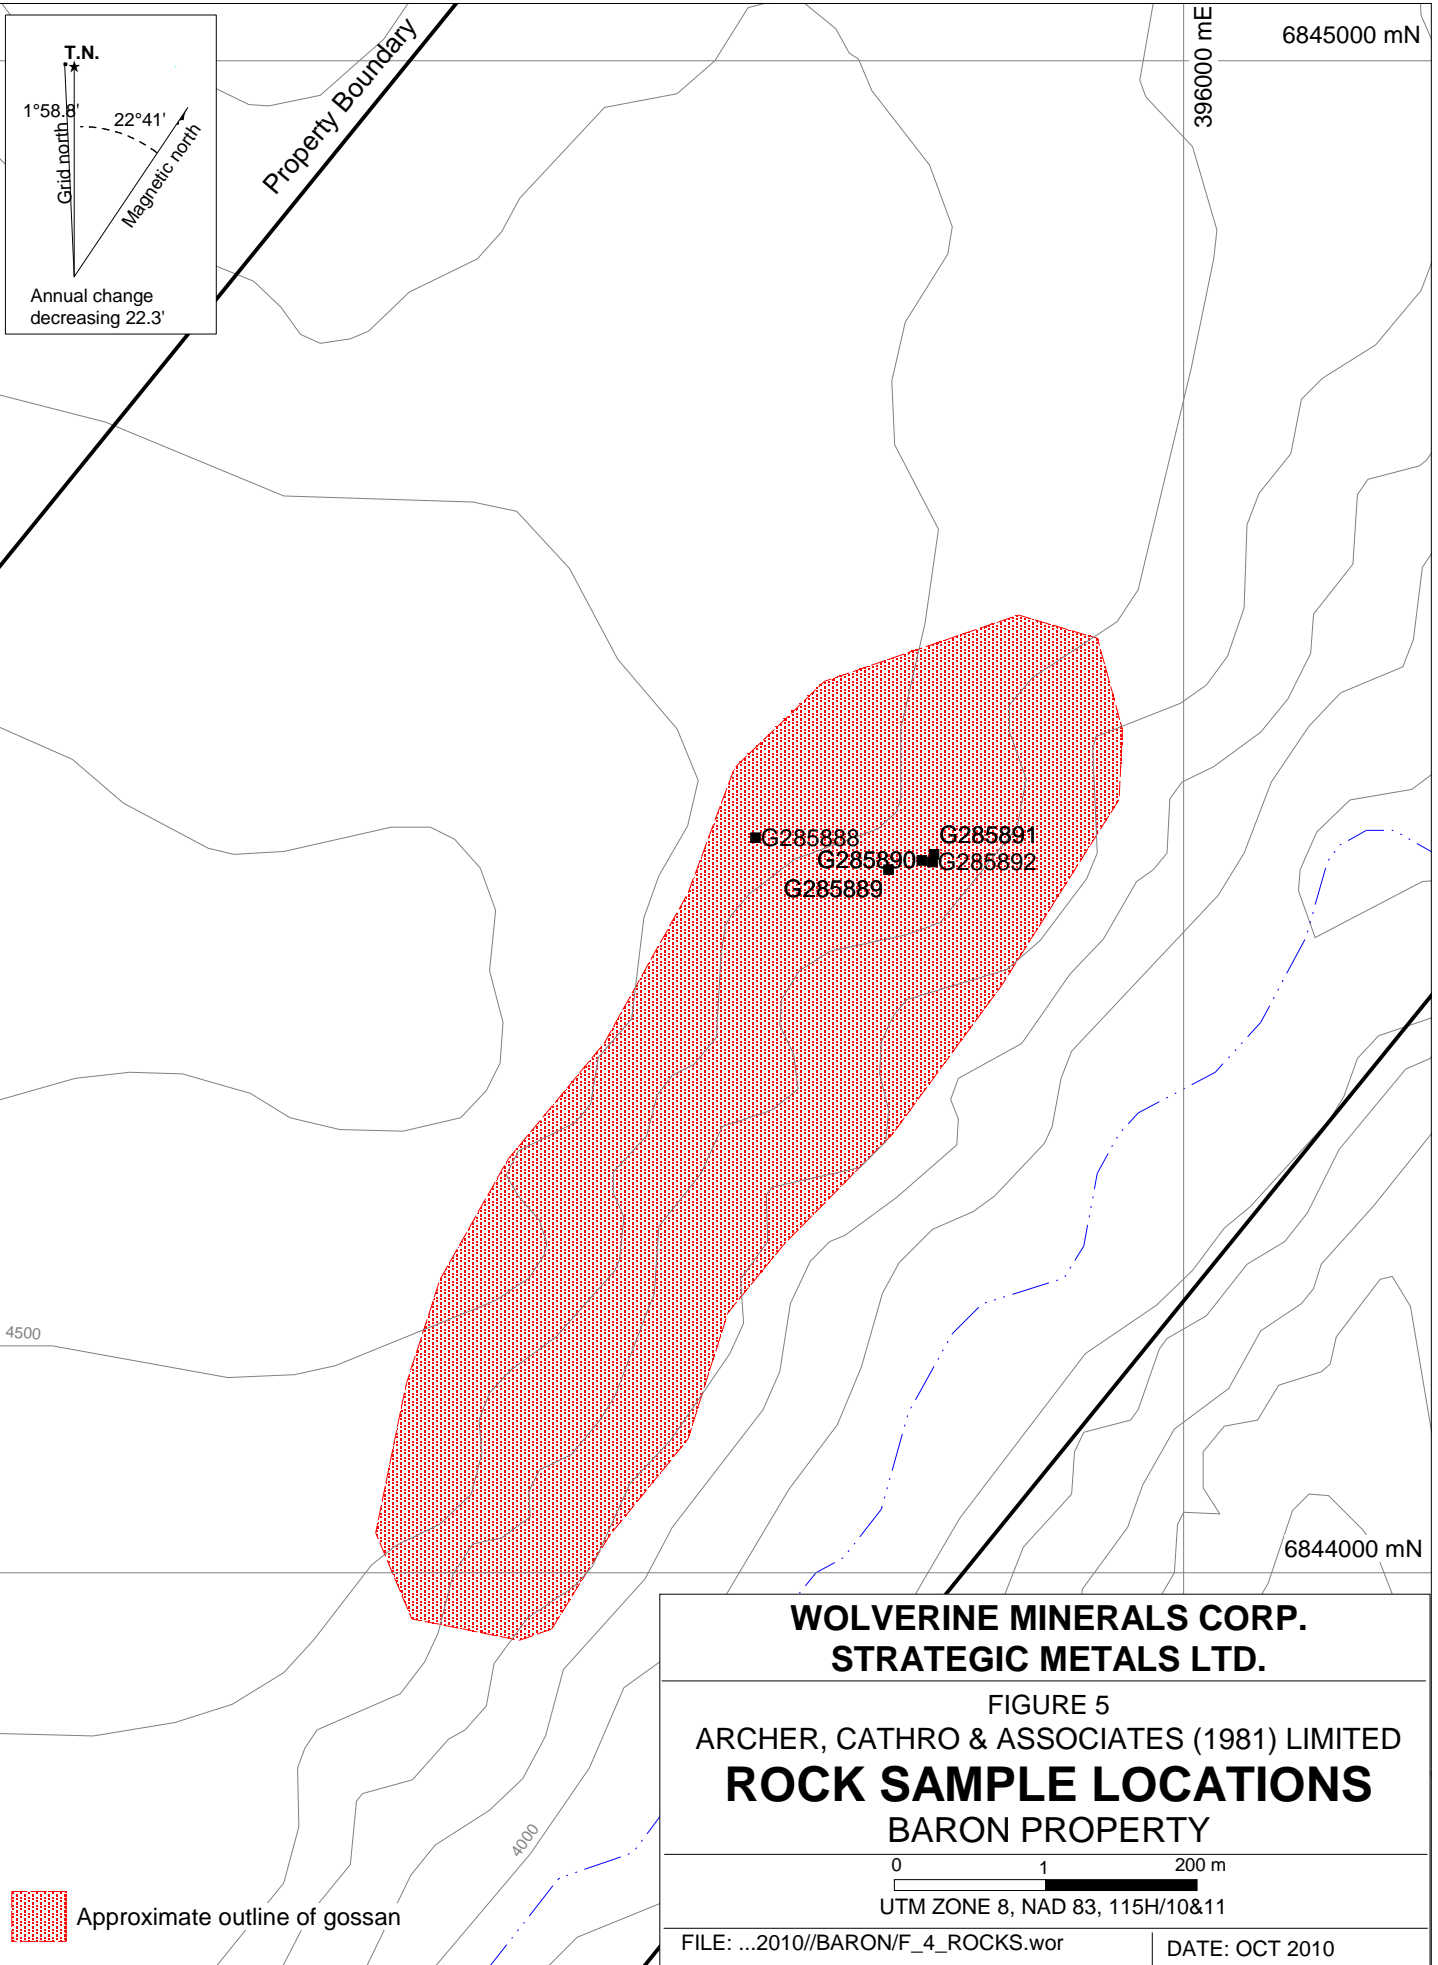 6845000 mN
396000 mE
T.N.
1°58.8'
22°41'
Grid north
Magnetic north
Annual change
decreasing 22.3'
Property Boundary
G285888
G285891
G285890
G285892
G285889
4500
6844000 mN
4000
Approximate outline of gossan
WOLVERINE MINERALS CORP.
STRATEGIC METALS LTD.
FIGURE 5
ARCHER, CATHRO & ASSOCIATES (1981) LIMITED
ROCK SAMPLE LOCATIONS
BARON PROPERTY
0 1 200 m
UTM ZONE 8, NAD 83, 115H/10&11
FILE: ...2010//BARON/F_4_ROCKS.wor
DATE: OCT 2010